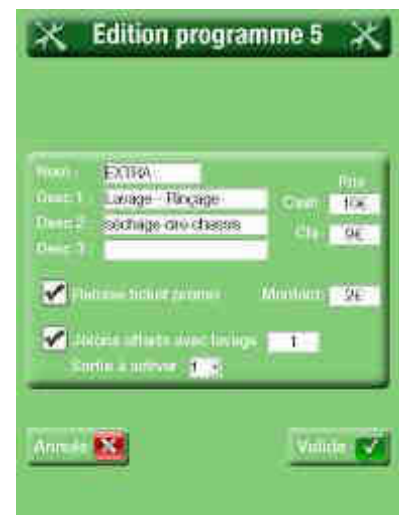 Edition programme 5
Nom : EXTRA
Prix
Desc 1 : Lavage - Rinçage Cash : 10€
Desc 2 : séchage cire chassis Clé : 9€
Desc 3 :
Remise ticket promo Montant : 2€
Jetons offerts avec lavage 1
Sortie à activer 1
Annule Valide